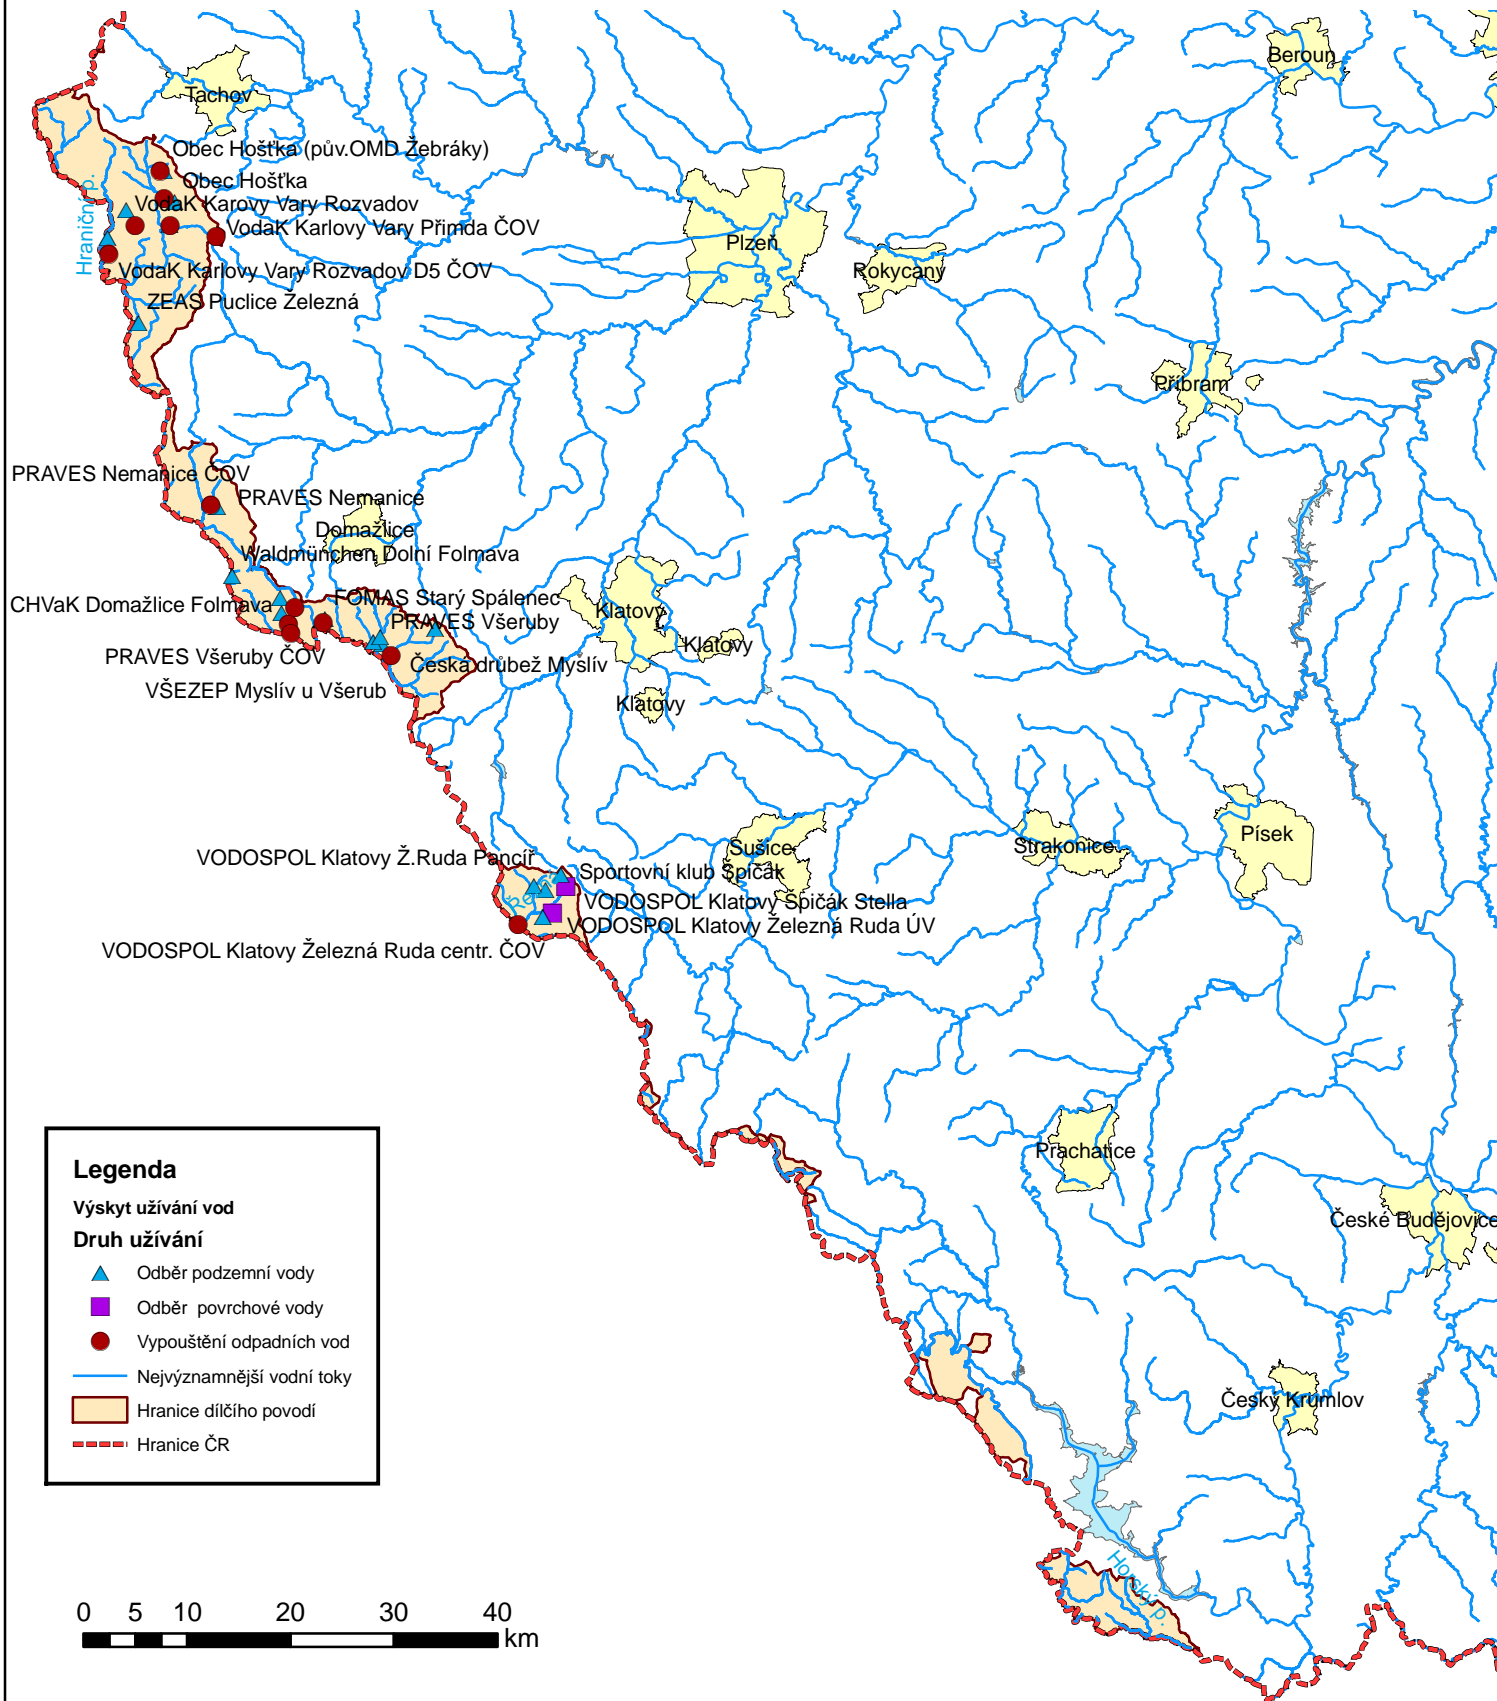 Beroun
Tachov
Obec Hošťka (pův.OMD Žebráky)
Obec Hošťka
VodaK Karovy Vary Rozvadov
VodaK Karlovy Vary Přimda ČOV
Hraniční p.
VodaK Karlovy Vary Rozvadov D5 ČOV
ZEAS Puclice Železná
Plzeň
Rokycany
Příbram
PRAVES Nemanice ČOV
PRAVES Nemanice
Domažlice
Waldmünchen Dolní Folmava
CHVaK Domažlice Folmava
FOMAS Starý Spálenec
PRAVES Všeruby
Klatovy
Klatovy
Klatovy
PRAVES Všeruby ČOV
Česká drůbež Myslív
VŠEZEP Myslív u Všerub
VODOSPOL Klatovy Ž.Ruda Pancíř
Sportovní klub Špičák
VODOSPOL Klatovy Špičák Stella
VODOSPOL Klatovy Železná Ruda ÚV
VODOSPOL Klatovy Železná Ruda centr. ČOV
Sušice
Strakonice
Písek
Prachatice
České Budějovice
Český Krumlov
Horský p.
Legenda
Výskyt užívání vod
Druh užívání
Odběr podzemní vody
Odběr povrchové vody
Vypouštění odpadních vod
Nejvýznamnější vodní toky
Hranice dílčího povodí
Hranice ČR
0 5 10 20 30 40
km